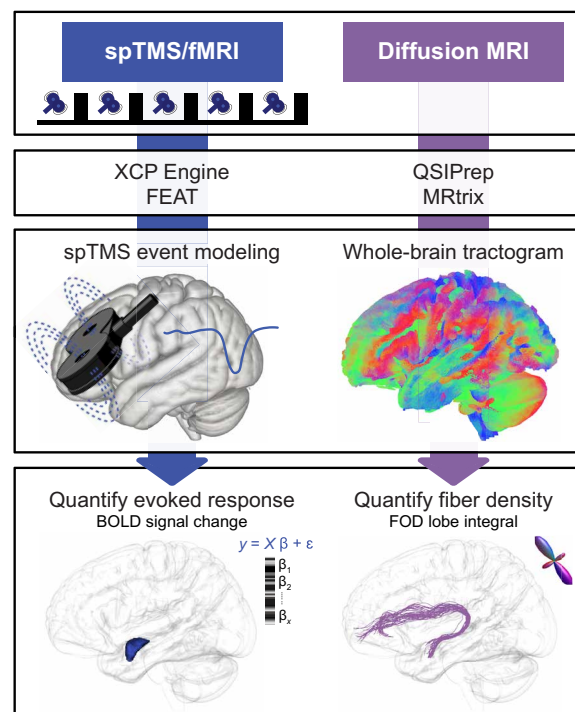 spTMS/fMRI
Diffusion MRI
XCP Engine
FEAT
QSIPrep
MRtrix
spTMS event modeling
Whole-brain tractogram
Quantify evoked response
BOLD signal change
Quantify fiber density
FOD lobe integral
y = X β + ε
β1
β2
βx